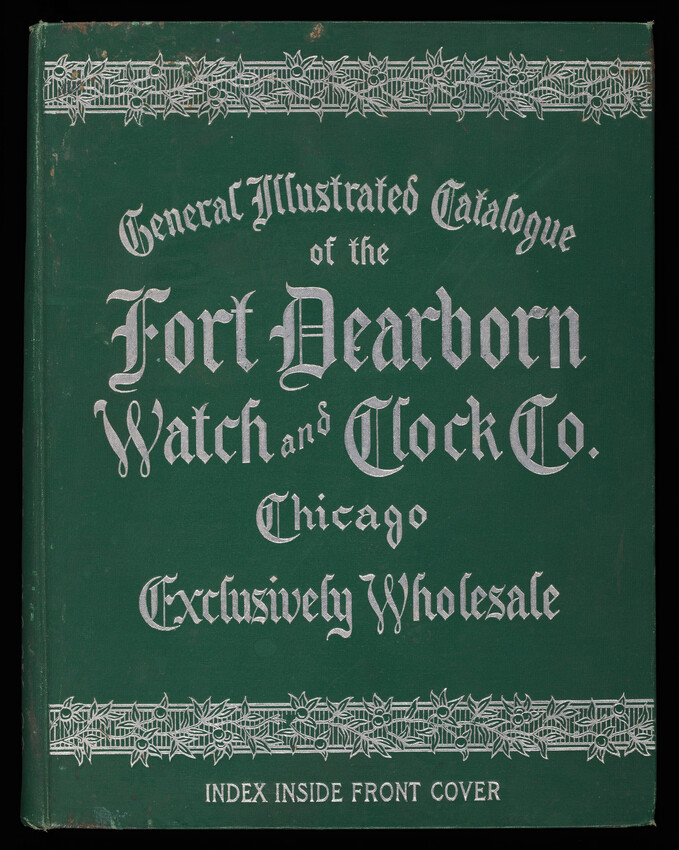 General Illustrated Catalogue
of the
Fort Dearborn
Watch and Clock Co.
Chicago
Exclusively Wholesale
INDEX INSIDE FRONT COVER